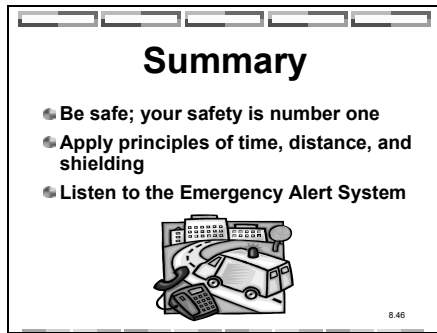 Summary
Be safe; your safety is number one
Apply principles of time, distance, and
shielding
Listen to the Emergency Alert System
8.46